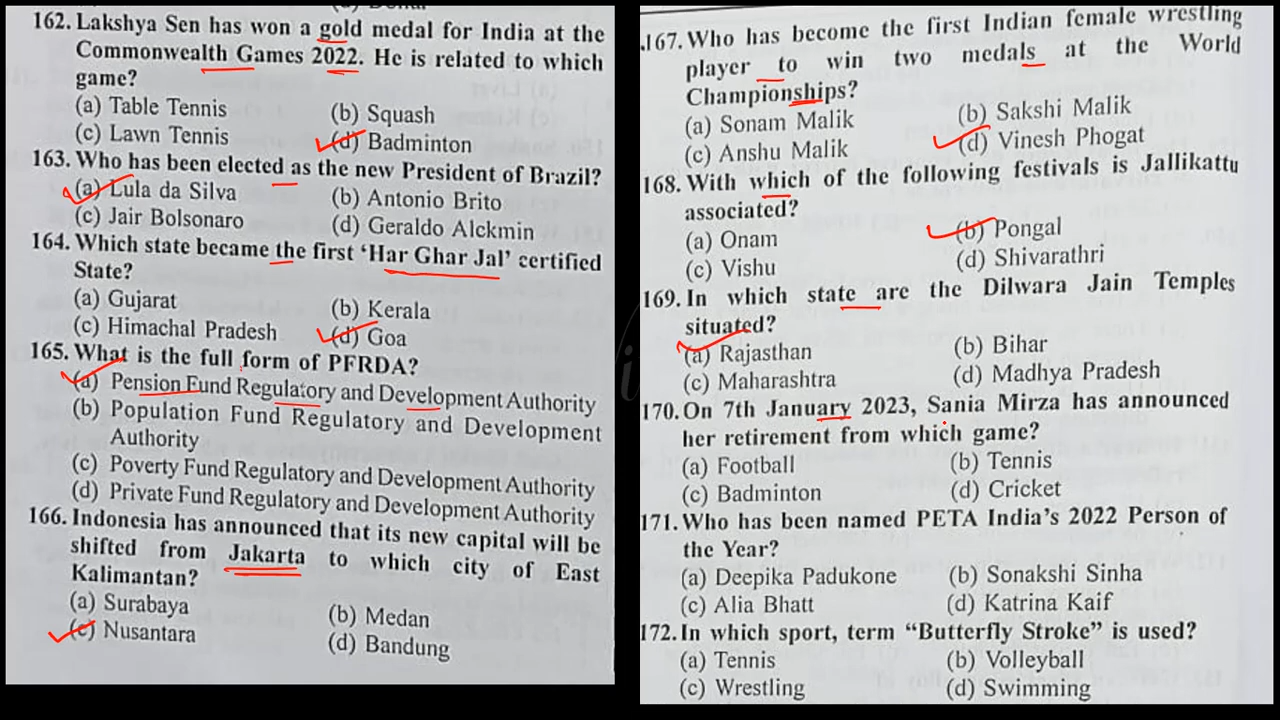 162. Lakshya Sen has won a gold medal for India at the
Commonwealth Games 2022. He is related to which
game?
(a) Table Tennis (b) Squash
(c) Lawn Tennis (d) Badminton
163. Who has been elected as the new President of Brazil?
(a) Lula da Silva (b) Antonio Brito
(c) Jair Bolsonaro (d) Geraldo Alckmin
164. Which state became the first ‘Har Ghar Jal’ certified
State?
(a) Gujarat (b) Kerala
(c) Himachal Pradesh (d) Goa
165. What is the full form of PFRDA?
(a) Pension Fund Regulatory and Development Authority
(b) Population Fund Regulatory and Development
Authority
(c) Poverty Fund Regulatory and Development Authority
(d) Private Fund Regulatory and Development Authority
166. Indonesia has announced that its new capital will be
shifted from Jakarta to which city of East
Kalimantan?
(a) Surabaya (b) Medan
(c) Nusantara (d) Bandung
167. Who has become the first Indian female wrestling
player to win two medals at the World
Championships?
(a) Sonam Malik (b) Sakshi Malik
(c) Anshu Malik (d) Vinesh Phogat
168. With which of the following festivals is Jallikattu
associated?
(a) Onam (b) Pongal
(c) Vishu (d) Shivarathri
169. In which state are the Dilwara Jain Temples
situated?
(a) Rajasthan (b) Bihar
(c) Maharashtra (d) Madhya Pradesh
170. On 7th January 2023, Sania Mirza has announced
her retirement from which game?
(a) Football (b) Tennis
(c) Badminton (d) Cricket
171. Who has been named PETA India’s 2022 Person of
the Year?
(a) Deepika Padukone (b) Sonakshi Sinha
(c) Alia Bhatt (d) Katrina Kaif
172. In which sport, term “Butterfly Stroke” is used?
(a) Tennis (b) Volleyball
(c) Wrestling (d) Swimming